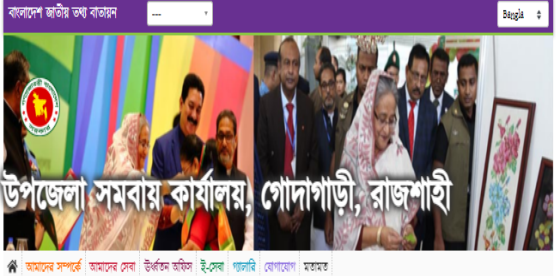 বাংলাদেশ জাতীয় তথ্য বাতায়ন --- Bangla
উপজেলা সমবায় কার্যালয়, গোদাগাড়ী, রাজশাহী
আমাদের সম্পর্কে আমাদের সেবা ঊর্ধ্বতন অফিস ই-সেবা গ্যালারি যোগাযোগ মতামত